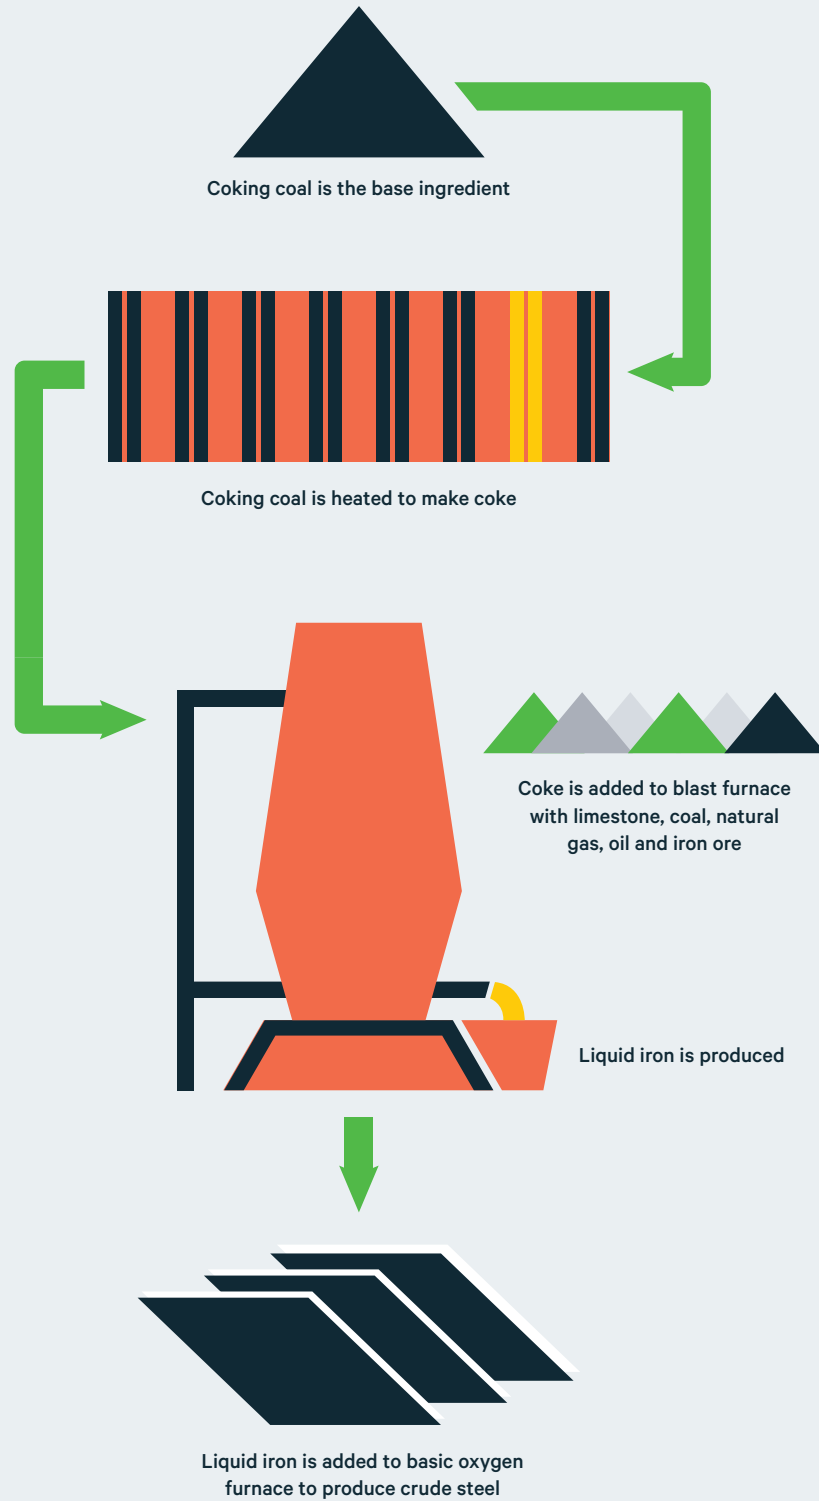 Coking coal is the base ingredient
Coking coal is heated to make coke
Coke is added to blast furnace
with limestone, coal, natural
gas, oil and iron ore
Liquid iron is produced
Liquid iron is added to basic oxygen
furnace to produce crude steel